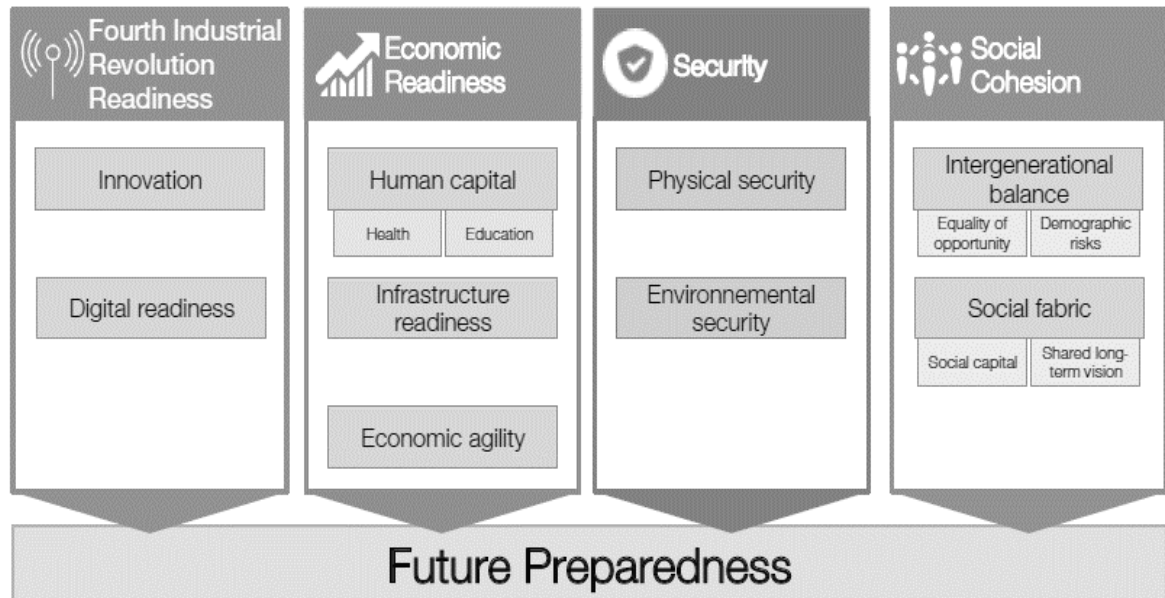 Fourth Industrial
Revolution
Readiness
Innovation
Digital readiness
Economic
Readiness
Human capital
Health
Education
Infrastructure
readiness
Economic agility
Security
Physical security
Environnemental
security
Social
Cohesion
Intergenerational
balance
Equality of
opportunity
Demographic
risks
Social fabric
Social capital
Shared long-
term vision
Future Preparedness